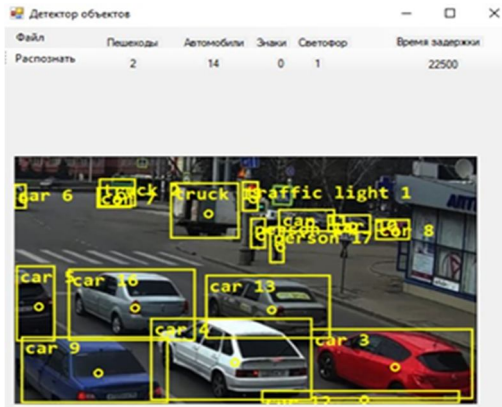 Детектор объектов
Файл
Пешеходы Автомобили Знаки Светофор Время задержки
Распознать
2 14 0 1 22500
car 6
truck
car 7
truck
traffic light 1
car
person 17
car 8
car 5
car 16
car 13
car 4
car 3
car 9